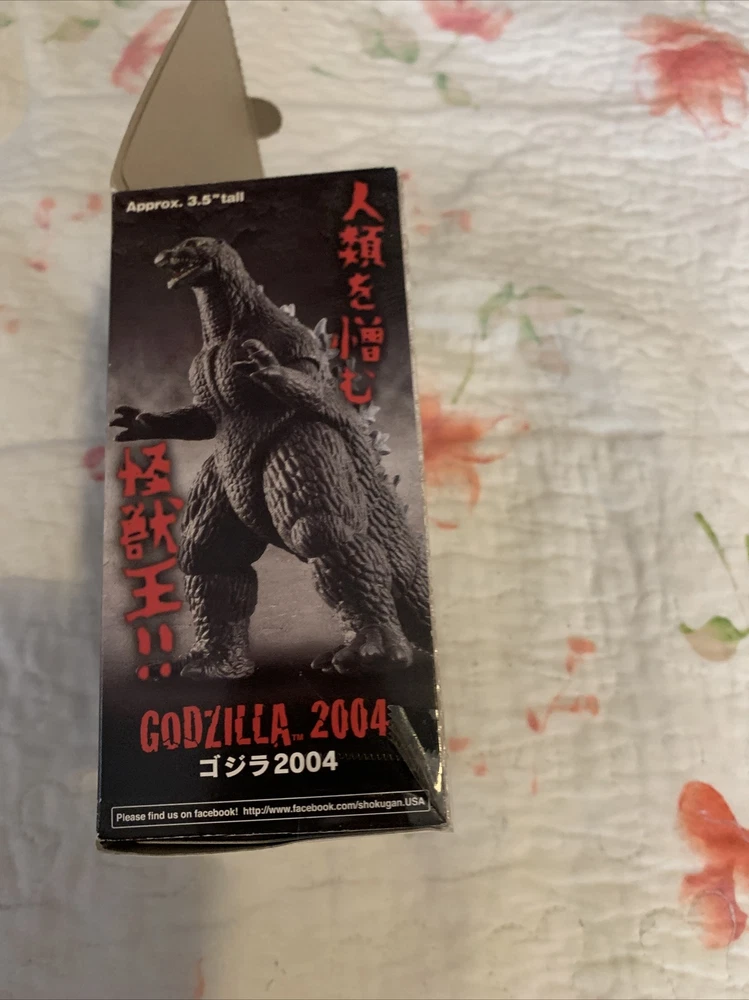 Approx. 3.5"tall
人類を憎む
怪獣王!!
GODZILLA™ 2004
ゴジラ2004
Please find us on facebook! http://www.facebook.com/shokugan.USA